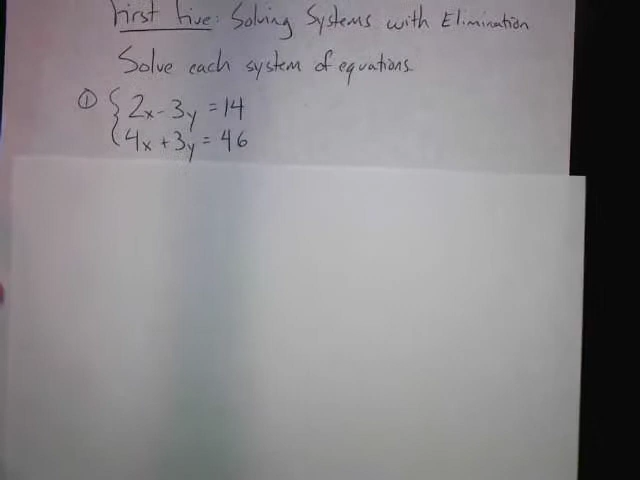 First Five: Solving Systems with Elimination
Solve each system of equations.
① { 2x - 3y = 14
4x + 3y = 46